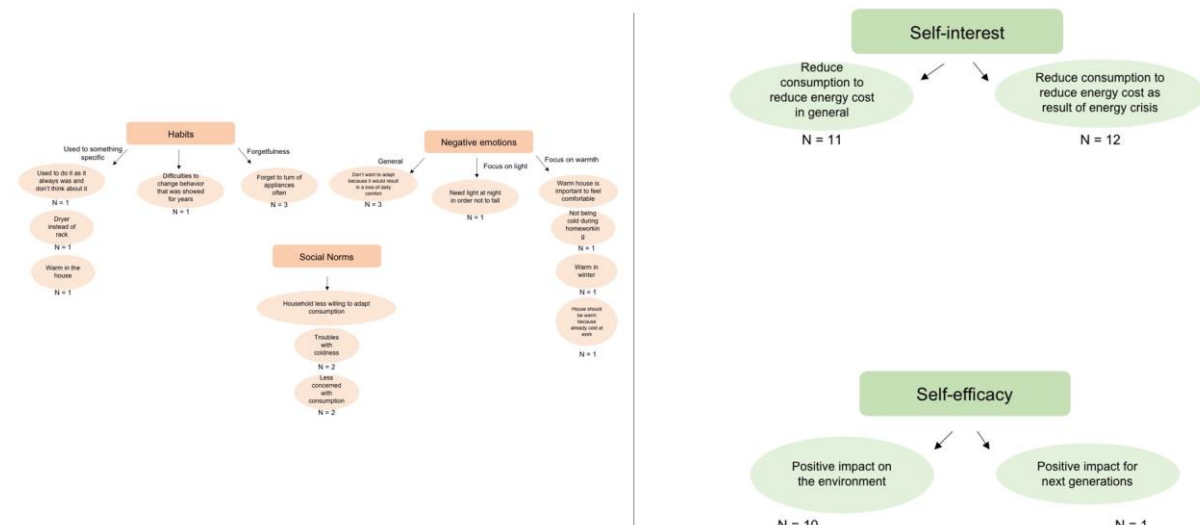 Habits
Used to something
specific
Forgetfulness
Used to do it as it
always was and
don't think about it
N = 1
Dryer
instead of
rack
N = 1
Warm in the
house
N = 1
Difficulties to
change behavior
that was showed
for years
N = 1
Forget to turn of
appliances
often
N = 3
Negative emotions
General
Focus on light
Focus on warmth
Don't want to adapt
because it would result
in a loss of daily
comfort
N = 3
Need light at night
in order not to fall
N = 1
Warm house is
important to feel
comfortable
Not being
cold during
homeworkin
g
N = 1
Warm in
winter
N = 1
House should
be warm
because
already cold at
work
N = 1
Social Norms
Household less willing to adapt
consumption
Troubles
with
coldness
N = 2
Less
concerned
with
consumption
N = 2
Self-interest
Reduce
consumption to
reduce energy cost
in general
N = 11
Reduce consumption to
reduce energy cost as
result of energy crisis
N = 12
Self-efficacy
Positive impact on
the environment
N = 10
Positive impact for
next generations
N = 1